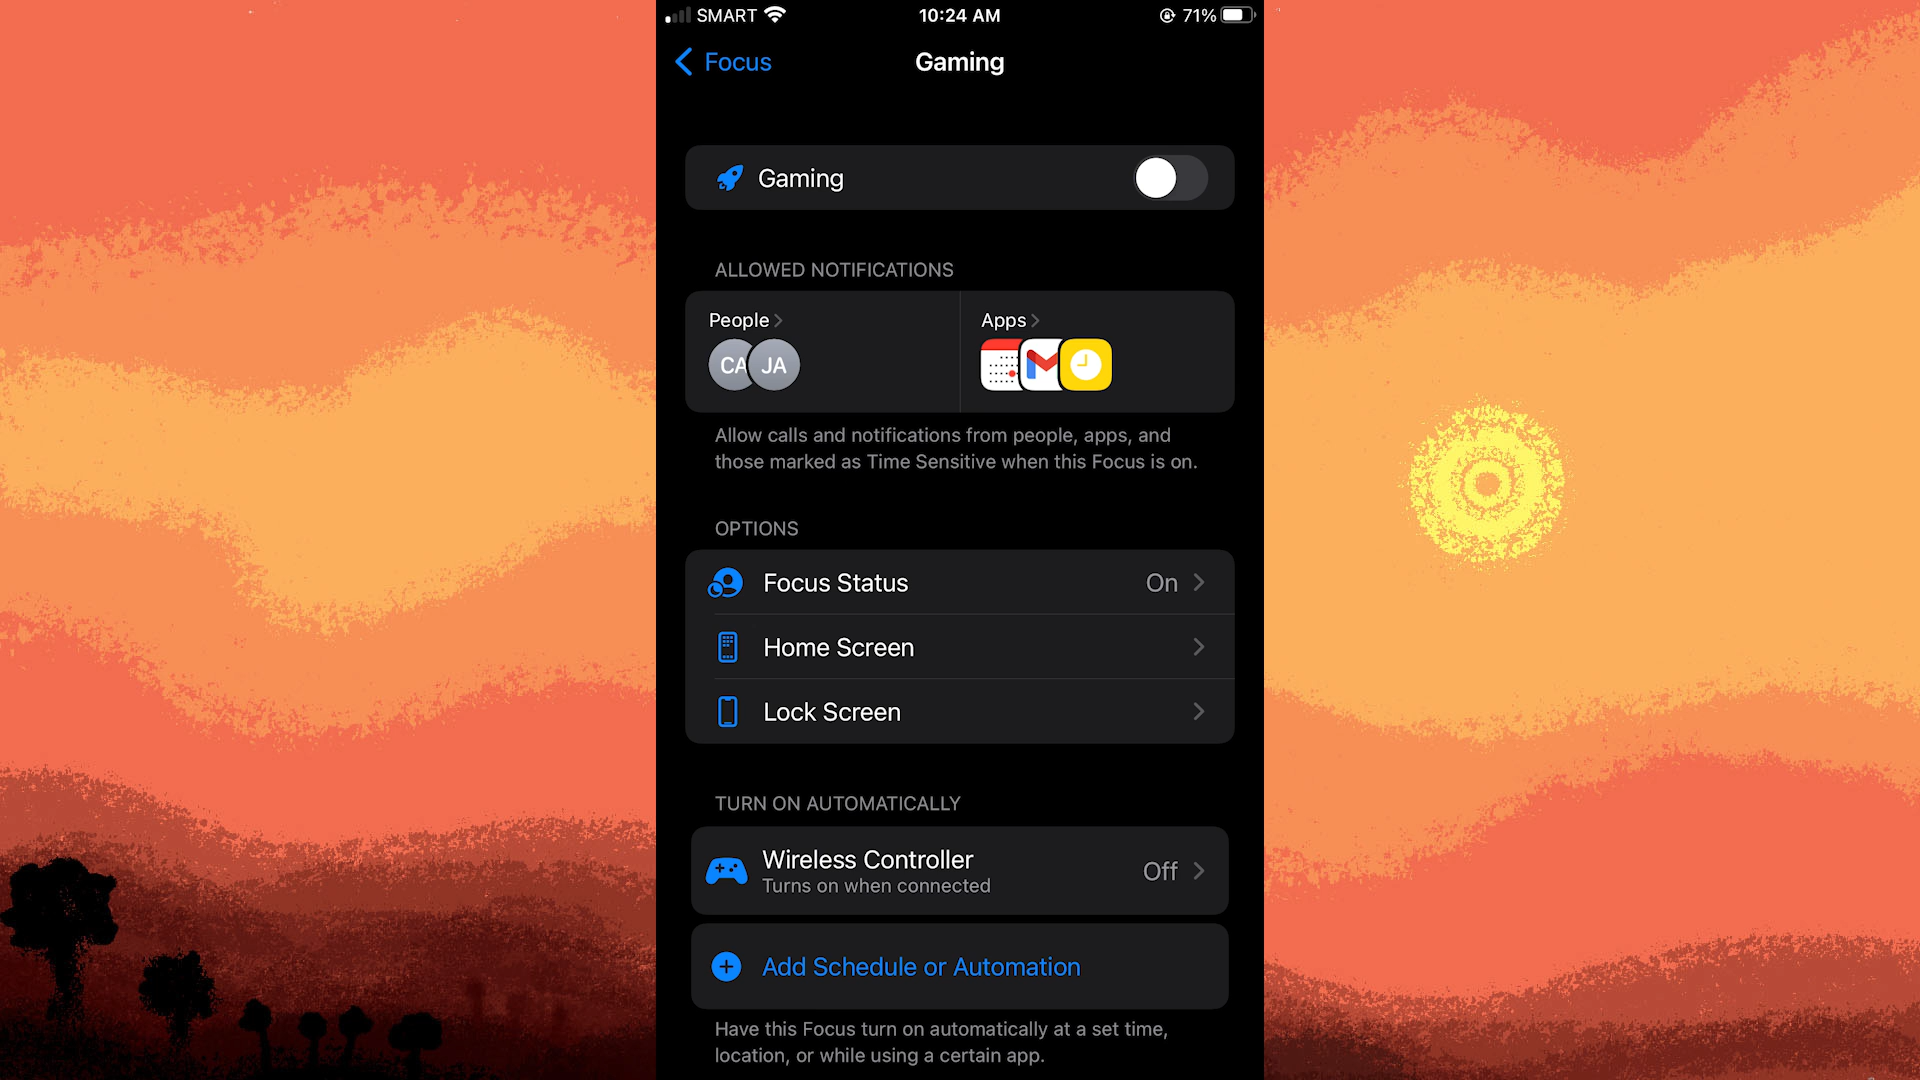 SMART 10:24 AM 71%
Focus Gaming
Gaming
ALLOWED NOTIFICATIONS
People Apps
CA JA
Allow calls and notifications from people, apps, and
those marked as Time Sensitive when this Focus is on.
OPTIONS
Focus Status On
Home Screen
Lock Screen
TURN ON AUTOMATICALLY
Wireless Controller Off
Turns on when connected
Add Schedule or Automation
Have this Focus turn on automatically at a set time,
location, or while using a certain app.